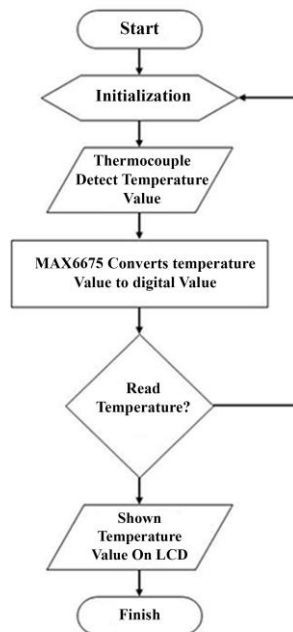 Start
Initialization
Thermocouple
Detect Temperature
Value
MAX6675 Converts temperature
Value to digital Value
Read
Temperature?
Shown
Temperature
Value On LCD
Finish